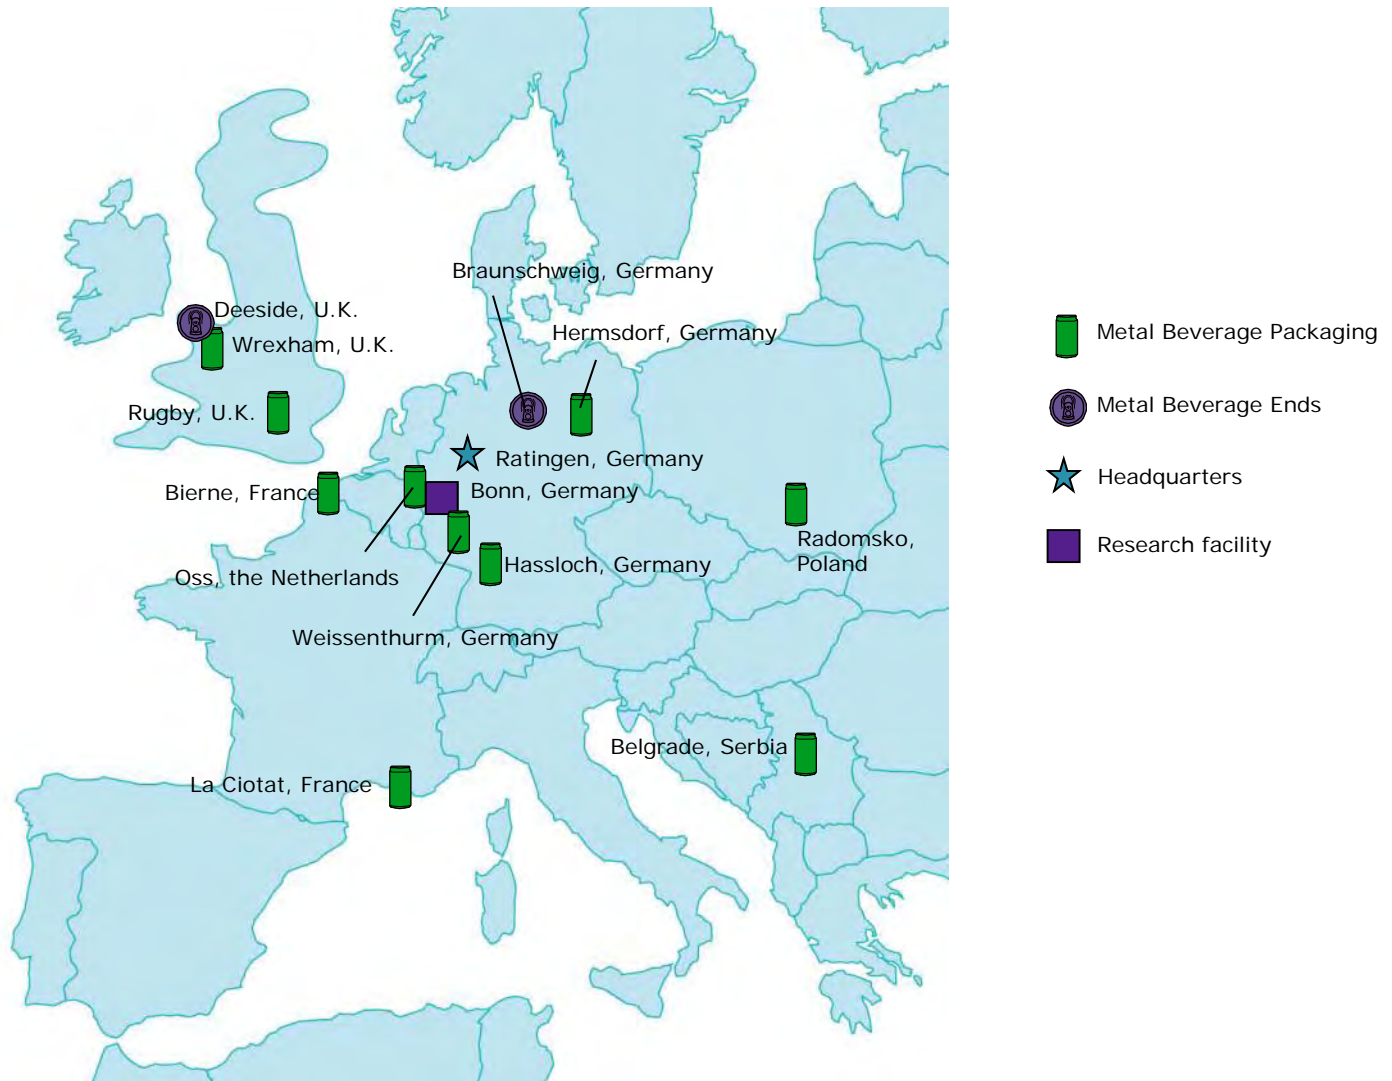 Braunschweig, Germany
Deeside, U.K.
Hermsdorf, Germany
Wrexham, U.K.
Rugby, U.K.
Ratingen, Germany
Bierne, France
Bonn, Germany
Radomsko,
Poland
Hassloch, Germany
Oss, the Netherlands
Weissenthurm, Germany
Belgrade, Serbia
La Ciotat, France
Metal Beverage Packaging
Metal Beverage Ends
Headquarters
Research facility